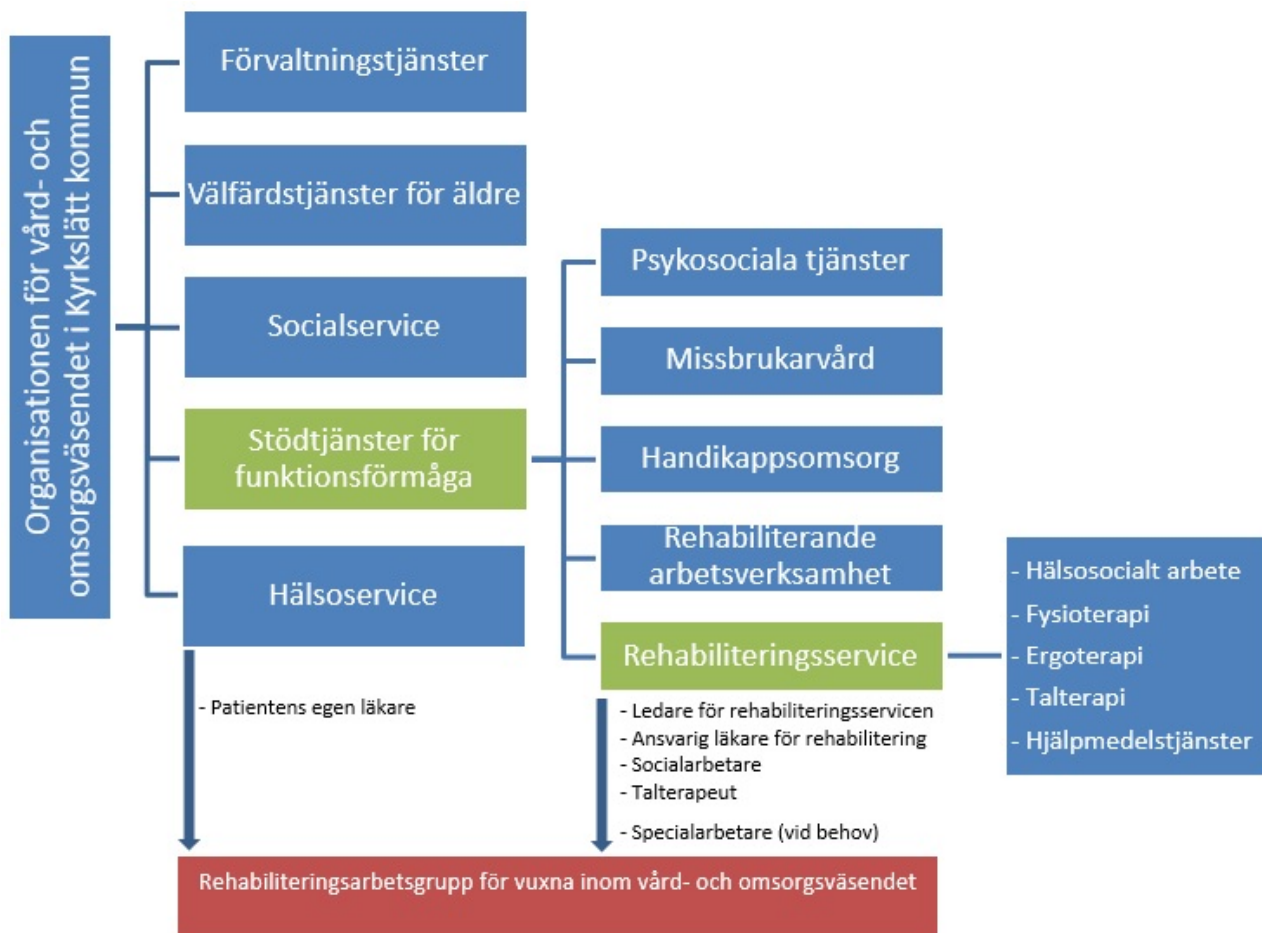 Organisationen för vård- och
omsorgsväsendet i Kyrkslätt kommun
Förvaltningstjänster
Välfärdstjänster för äldre
Socialservice
Stödtjänster för
funktionsförmåga
Hälsoservice
Psykosociala tjänster
Missbrukarvård
Handikappsomsorg
Rehabiliterande
arbetsverksamhet
Rehabiliteringsservice
- Hälsosocialt arbete
- Fysioterapi
- Ergoterapi
- Talterapi
- Hjälpmedelstjänster
- Patientens egen läkare
- Ledare för rehabiliteringsservicen
- Ansvarig läkare för rehabilitering
- Socialarbetare
- Talterapeut
- Specialarbetare (vid behov)
Rehabiliteringsarbetsgrupp för vuxna inom vård- och omsorgsväsendet